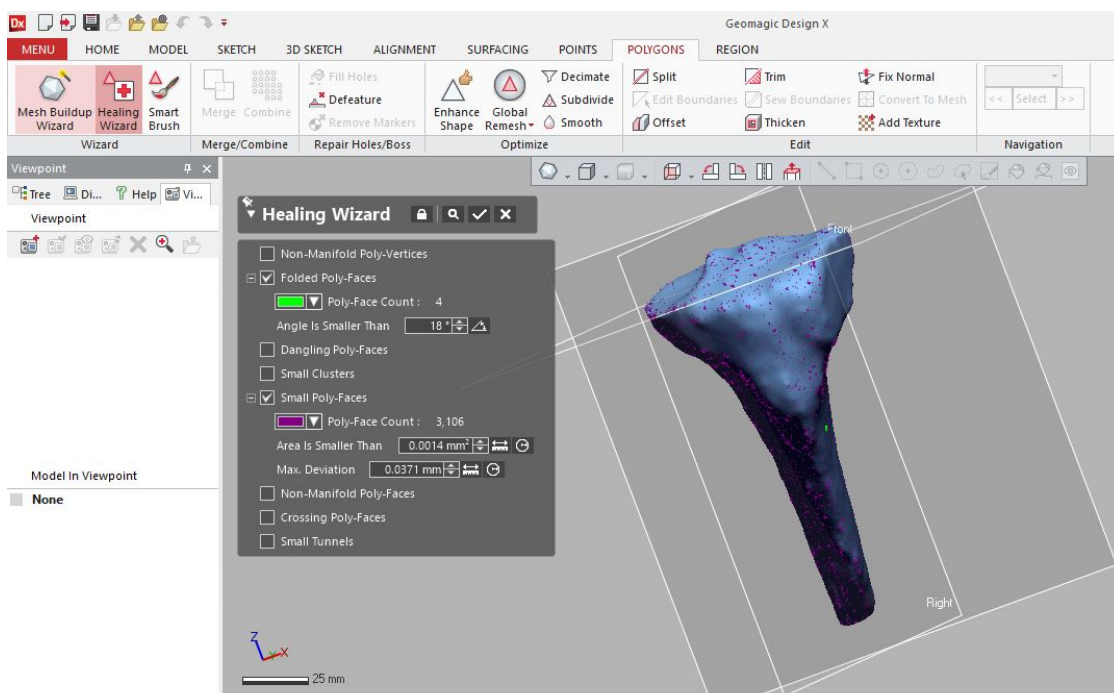 Dx Geomagic Design X
MENU HOME MODEL SKETCH 3D SKETCH ALIGNMENT SURFACING POINTS POLYGONS REGION
Mesh Buildup Wizard
Healing Wizard
Smart Brush
Wizard
Merge Combine
Merge/Combine
Fill Holes
Defeature
Remove Markers
Repair Holes/Boss
Enhance Shape
Global Remesh
Decimate
Subdivide
Smooth
Optimize
Split Trim Fix Normal
Edit Boundaries Sew Boundaries Convert To Mesh
Offset Thicken Add Texture
Edit
<< Select >>
Navigation
Viewpoint
Tree Di... Help Vi...
Viewpoint
Model In Viewpoint
None
Healing Wizard
Non-Manifold Poly-Vertices
Folded Poly-Faces
Poly-Face Count : 4
Angle Is Smaller Than 18 °
Dangling Poly-Faces
Small Clusters
Small Poly-Faces
Poly-Face Count : 3,106
Area Is Smaller Than 0.0014 mm²
Max. Deviation 0.0371 mm
Non-Manifold Poly-Faces
Crossing Poly-Faces
Small Tunnels
Front
Right
Z
X
25 mm